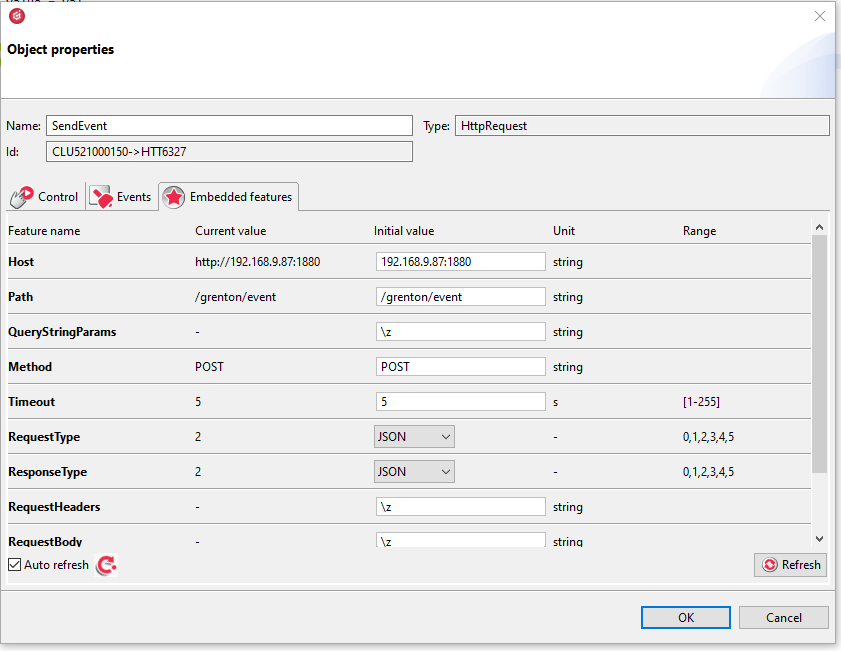 Object properties
Name: SendEvent Type: HttpRequest
Id: CLU521000150->HTT6327
Control Events Embedded features
Feature name Current value Initial value Unit Range
Host http://192.168.9.87:1880 192.168.9.87:1880 string
Path /grenton/event /grenton/event string
QueryStringParams - \z string
Method POST POST string
Timeout 5 5 s [1-255]
RequestType 2 JSON - 0,1,2,3,4,5
ResponseType 2 JSON - 0,1,2,3,4,5
RequestHeaders - \z string
RequestBody - \z string
Auto refresh Refresh
OK Cancel